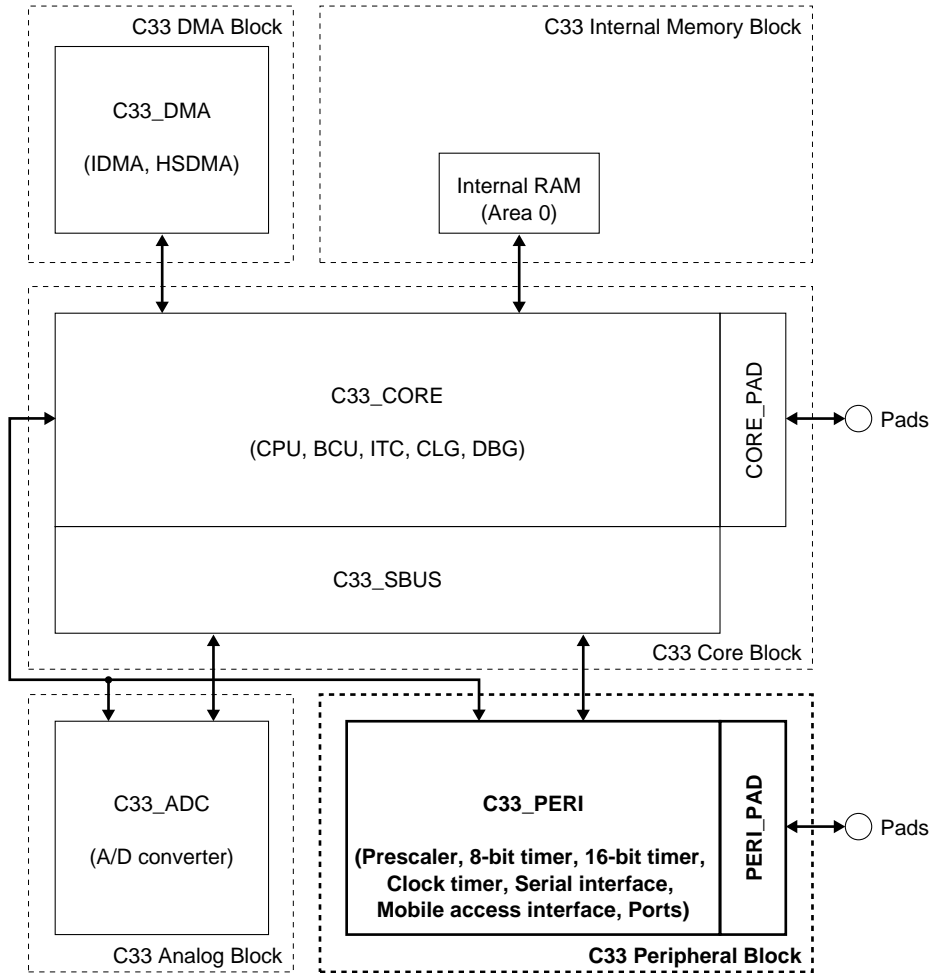 C33 DMA Block
C33 Internal Memory Block
C33_DMA
(IDMA, HSDMA)
Internal RAM
(Area 0)
C33_CORE
(CPU, BCU, ITC, CLG, DBG)
CORE_PAD
Pads
C33_SBUS
C33 Core Block
C33_ADC
(A/D converter)
C33 Analog Block
C33_PERI
(Prescaler, 8-bit timer, 16-bit timer,
Clock timer, Serial interface,
Mobile access interface, Ports)
PERI_PAD
Pads
C33 Peripheral Block